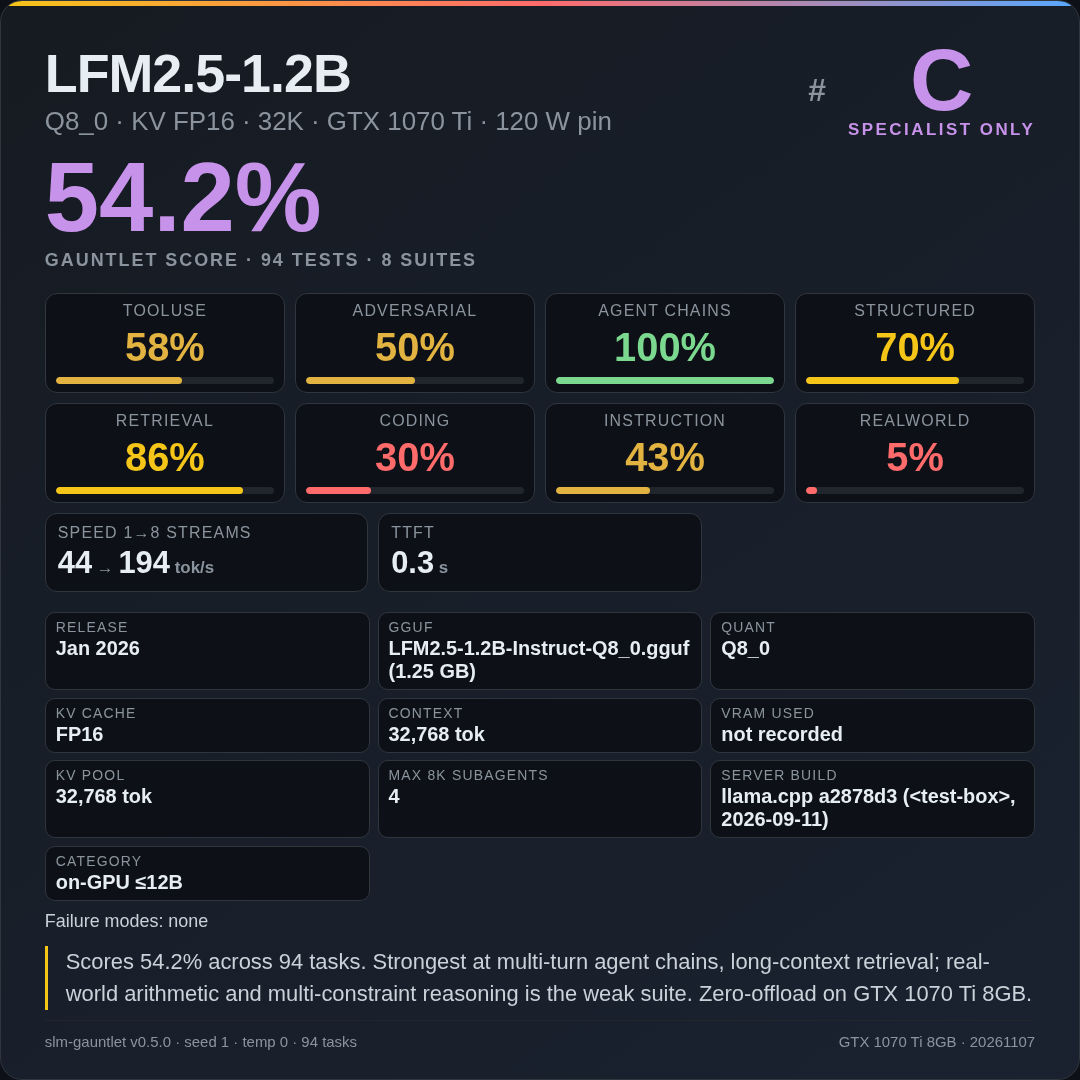 LFM2.5-1.2B
Q8_0 · KV FP16 · 32K · GTX 1070 Ti · 120 W pin
#
C
SPECIALIST ONLY
54.2%
GAUNTLET SCORE · 94 TESTS · 8 SUITES
TOOLUSE
58%
ADVERSARIAL
50%
AGENT CHAINS
100%
STRUCTURED
70%
RETRIEVAL
86%
CODING
30%
INSTRUCTION
43%
REALWORLD
5%
SPEED 1→8 STREAMS
44 → 194 tok/s
TTFT
0.3 s
RELEASE
Jan 2026
GGUF
LFM2.5-1.2B-Instruct-Q8_0.gguf
(1.25 GB)
QUANT
Q8_0
KV CACHE
FP16
CONTEXT
32,768 tok
VRAM USED
not recorded
KV POOL
32,768 tok
MAX 8K SUBAGENTS
4
SERVER BUILD
llama.cpp a2878d3 (<test-box>,
2026-09-11)
CATEGORY
on-GPU ≤12B
Failure modes: none
Scores 54.2% across 94 tasks. Strongest at multi-turn agent chains, long-context retrieval; real-
world arithmetic and multi-constraint reasoning is the weak suite. Zero-offload on GTX 1070 Ti 8GB.
slm-gauntlet v0.5.0 · seed 1 · temp 0 · 94 tasks
GTX 1070 Ti 8GB · 20261107